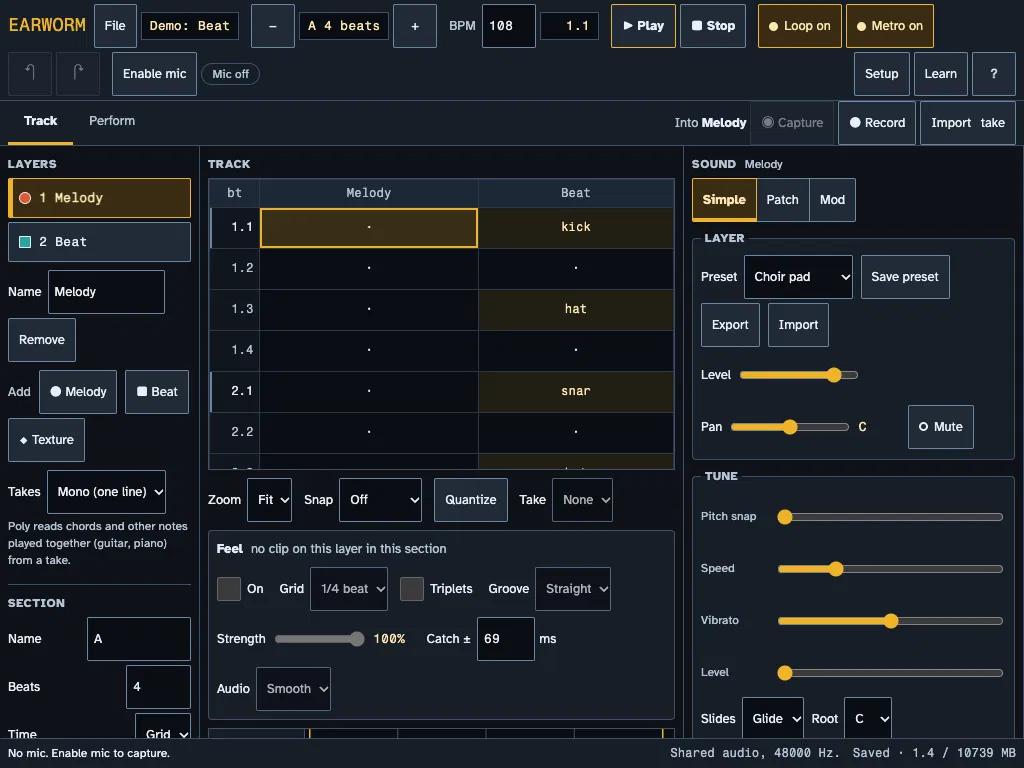 EARWORM File Demo: Beat − A 4 beats + BPM 108 1.1 Play Stop Loop on Metro on
Enable mic Mic off Setup Learn ?
Track Perform Into Melody Capture Record Import take
LAYERS
1 Melody
2 Beat
Name Melody
Remove
Add Melody Beat
Texture
Takes Mono (one line)
Poly reads chords and other notes
played together (guitar, piano)
from a take.
SECTION
Name A
Beats 4
Time Grid
TRACK
bt Melody Beat
1.1 · kick
1.2 · ·
1.3 · hat
1.4 · ·
2.1 · snar
2.2 · ·
Zoom Fit Snap Off Quantize Take None
Feel no clip on this layer in this section
On Grid 1/4 beat Triplets Groove Straight
Strength 100% Catch ± 69 ms
Audio Smooth
SOUND Melody
Simple Patch Mod
LAYER
Preset Choir pad Save preset
Export Import
Level
Pan C Mute
TUNE
Pitch snap
Speed
Vibrato
Level
Slides Glide Root C
No mic. Enable mic to capture. Shared audio, 48000 Hz. Saved · 1.4 / 10739 MB